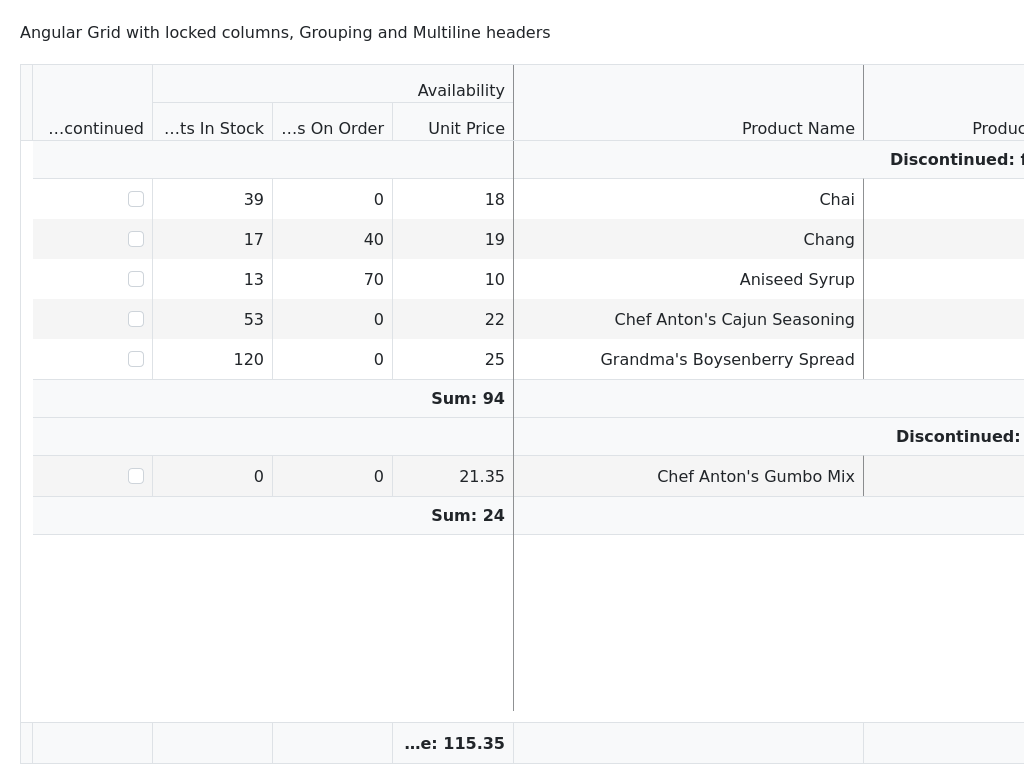 Angular Grid with locked columns, Grouping and Multiline headers
Availability
...continued ...ts In Stock ...s On Order Unit Price Product Name Produc
Discontinued: f
39 0 18 Chai
17 40 19 Chang
13 70 10 Aniseed Syrup
53 0 22 Chef Anton's Cajun Seasoning
120 0 25 Grandma's Boysenberry Spread
Sum: 94
Discontinued:
0 0 21.35 Chef Anton's Gumbo Mix
Sum: 24
...e: 115.35